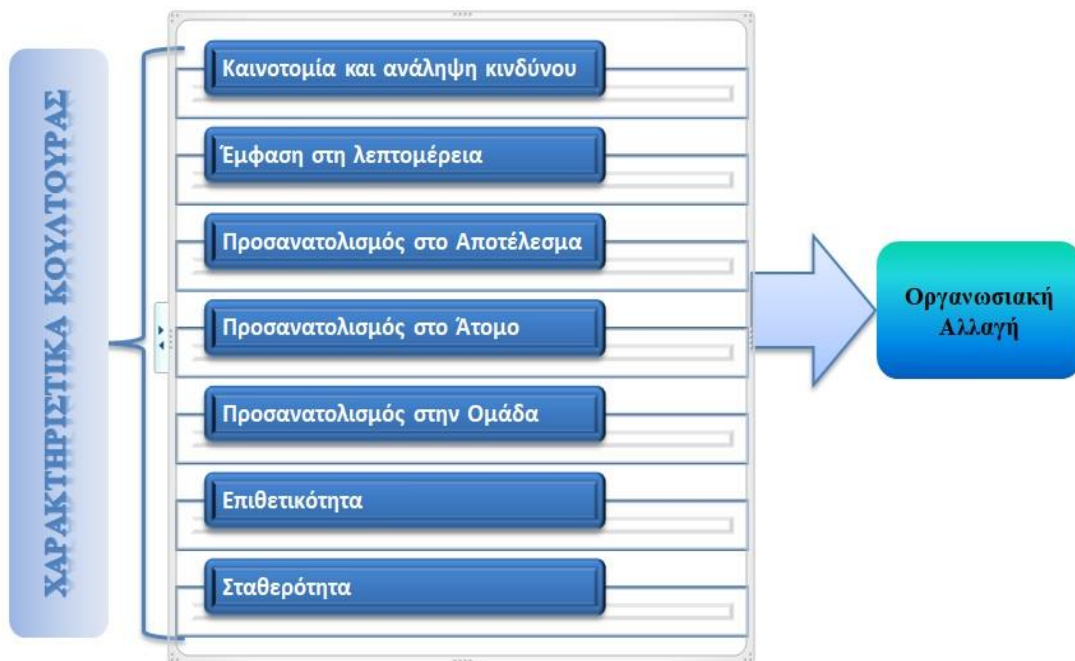 ΧΑΡΑΚΤΗΡΙΣΤΙΚΑ ΚΟΥΛΤΟΥΡΑΣ
Καινοτομία και ανάληψη κινδύνου
Έμφαση στη λεπτομέρεια
Προσανατολισμός στο Αποτέλεσμα
Προσανατολισμός στο Άτομο
Προσανατολισμός στην Ομάδα
Επιθετικότητα
Σταθερότητα
Οργανωσιακή
Αλλαγή